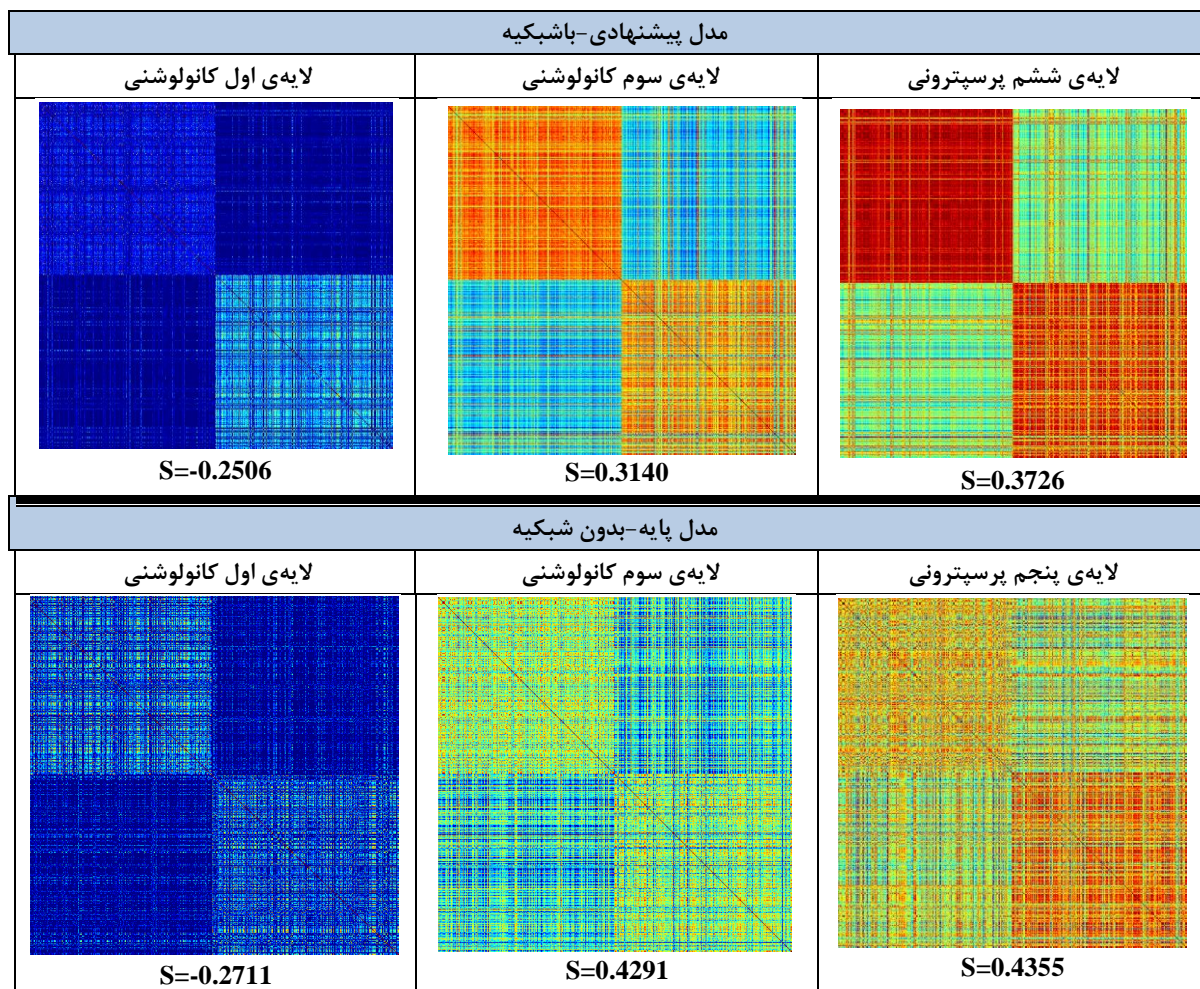 مدل پیشنهادی-باشبکیه
لایه‌ی اول کانولوشنی
لایه‌ی سوم کانولوشنی
لایه‌ی ششم پرسپترونی
S=-0.2506
S=0.3140
S=0.3726
مدل پایه-بدون شبکیه
لایه‌ی اول کانولوشنی
لایه‌ی سوم کانولوشنی
لایه‌ی پنجم پرسپترونی
S=-0.2711
S=0.4291
S=0.4355